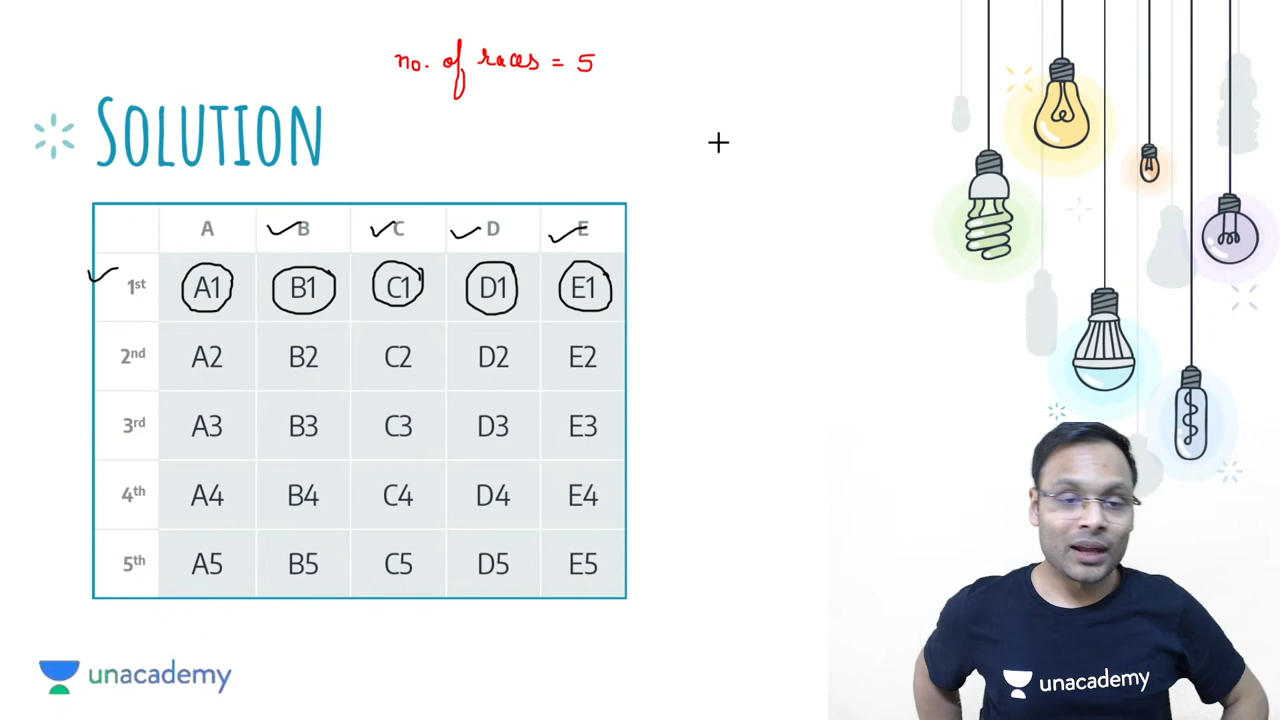 no. of races = 5
SOLUTION
A B C D E
1st A1 B1 C1 D1 E1
2nd A2 B2 C2 D2 E2
3rd A3 B3 C3 D3 E3
4th A4 B4 C4 D4 E4
5th A5 B5 C5 D5 E5
unacademy
unacademy